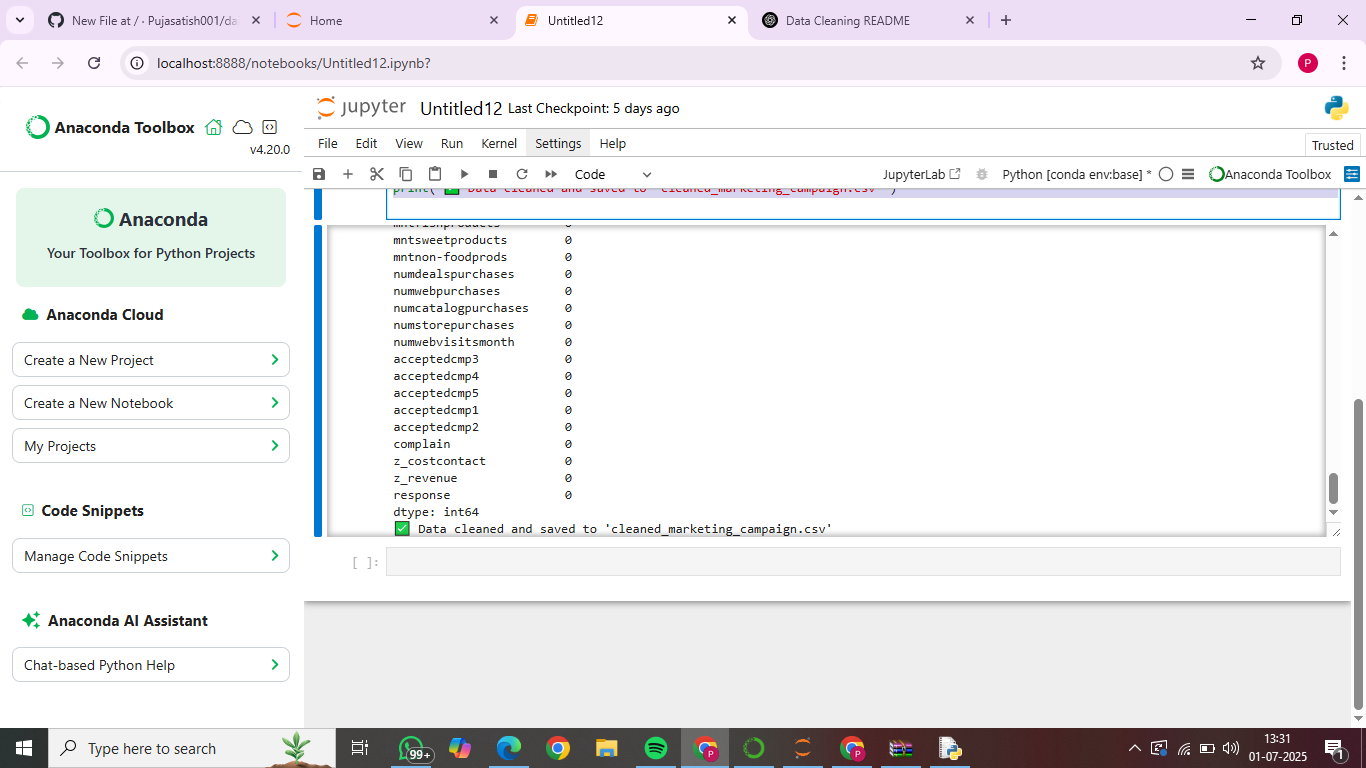 New File at / · Pujasatish001/da
Home
Untitled12
Data Cleaning README
localhost:8888/notebooks/Untitled12.ipynb?
P
Anaconda Toolbox
v4.20.0
Anaconda
Your Toolbox for Python Projects
Anaconda Cloud
Create a New Project
Create a New Notebook
My Projects
Code Snippets
Manage Code Snippets
Anaconda AI Assistant
Chat-based Python Help
jupyter Untitled12 Last Checkpoint: 5 days ago
File Edit View Run Kernel Settings Help
Trusted
Code
JupyterLab
Python [conda env:base] *
Anaconda Toolbox
print("✅ Data cleaned and saved to 'cleaned_marketing_campaign.csv'")
mntfishproducts 0
mntsweetproducts 0
mntnon-foodprods 0
numdealspurchases 0
numwebpurchases 0
numcatalogpurchases 0
numstorepurchases 0
numwebvisitsmonth 0
acceptedcmp3 0
acceptedcmp4 0
acceptedcmp5 0
acceptedcmp1 0
acceptedcmp2 0
complain 0
z_costcontact 0
z_revenue 0
response 0
dtype: int64
✅ Data cleaned and saved to 'cleaned_marketing_campaign.csv'
[ ]:
Type here to search
99+
P
P
13:31
01-07-2025
1